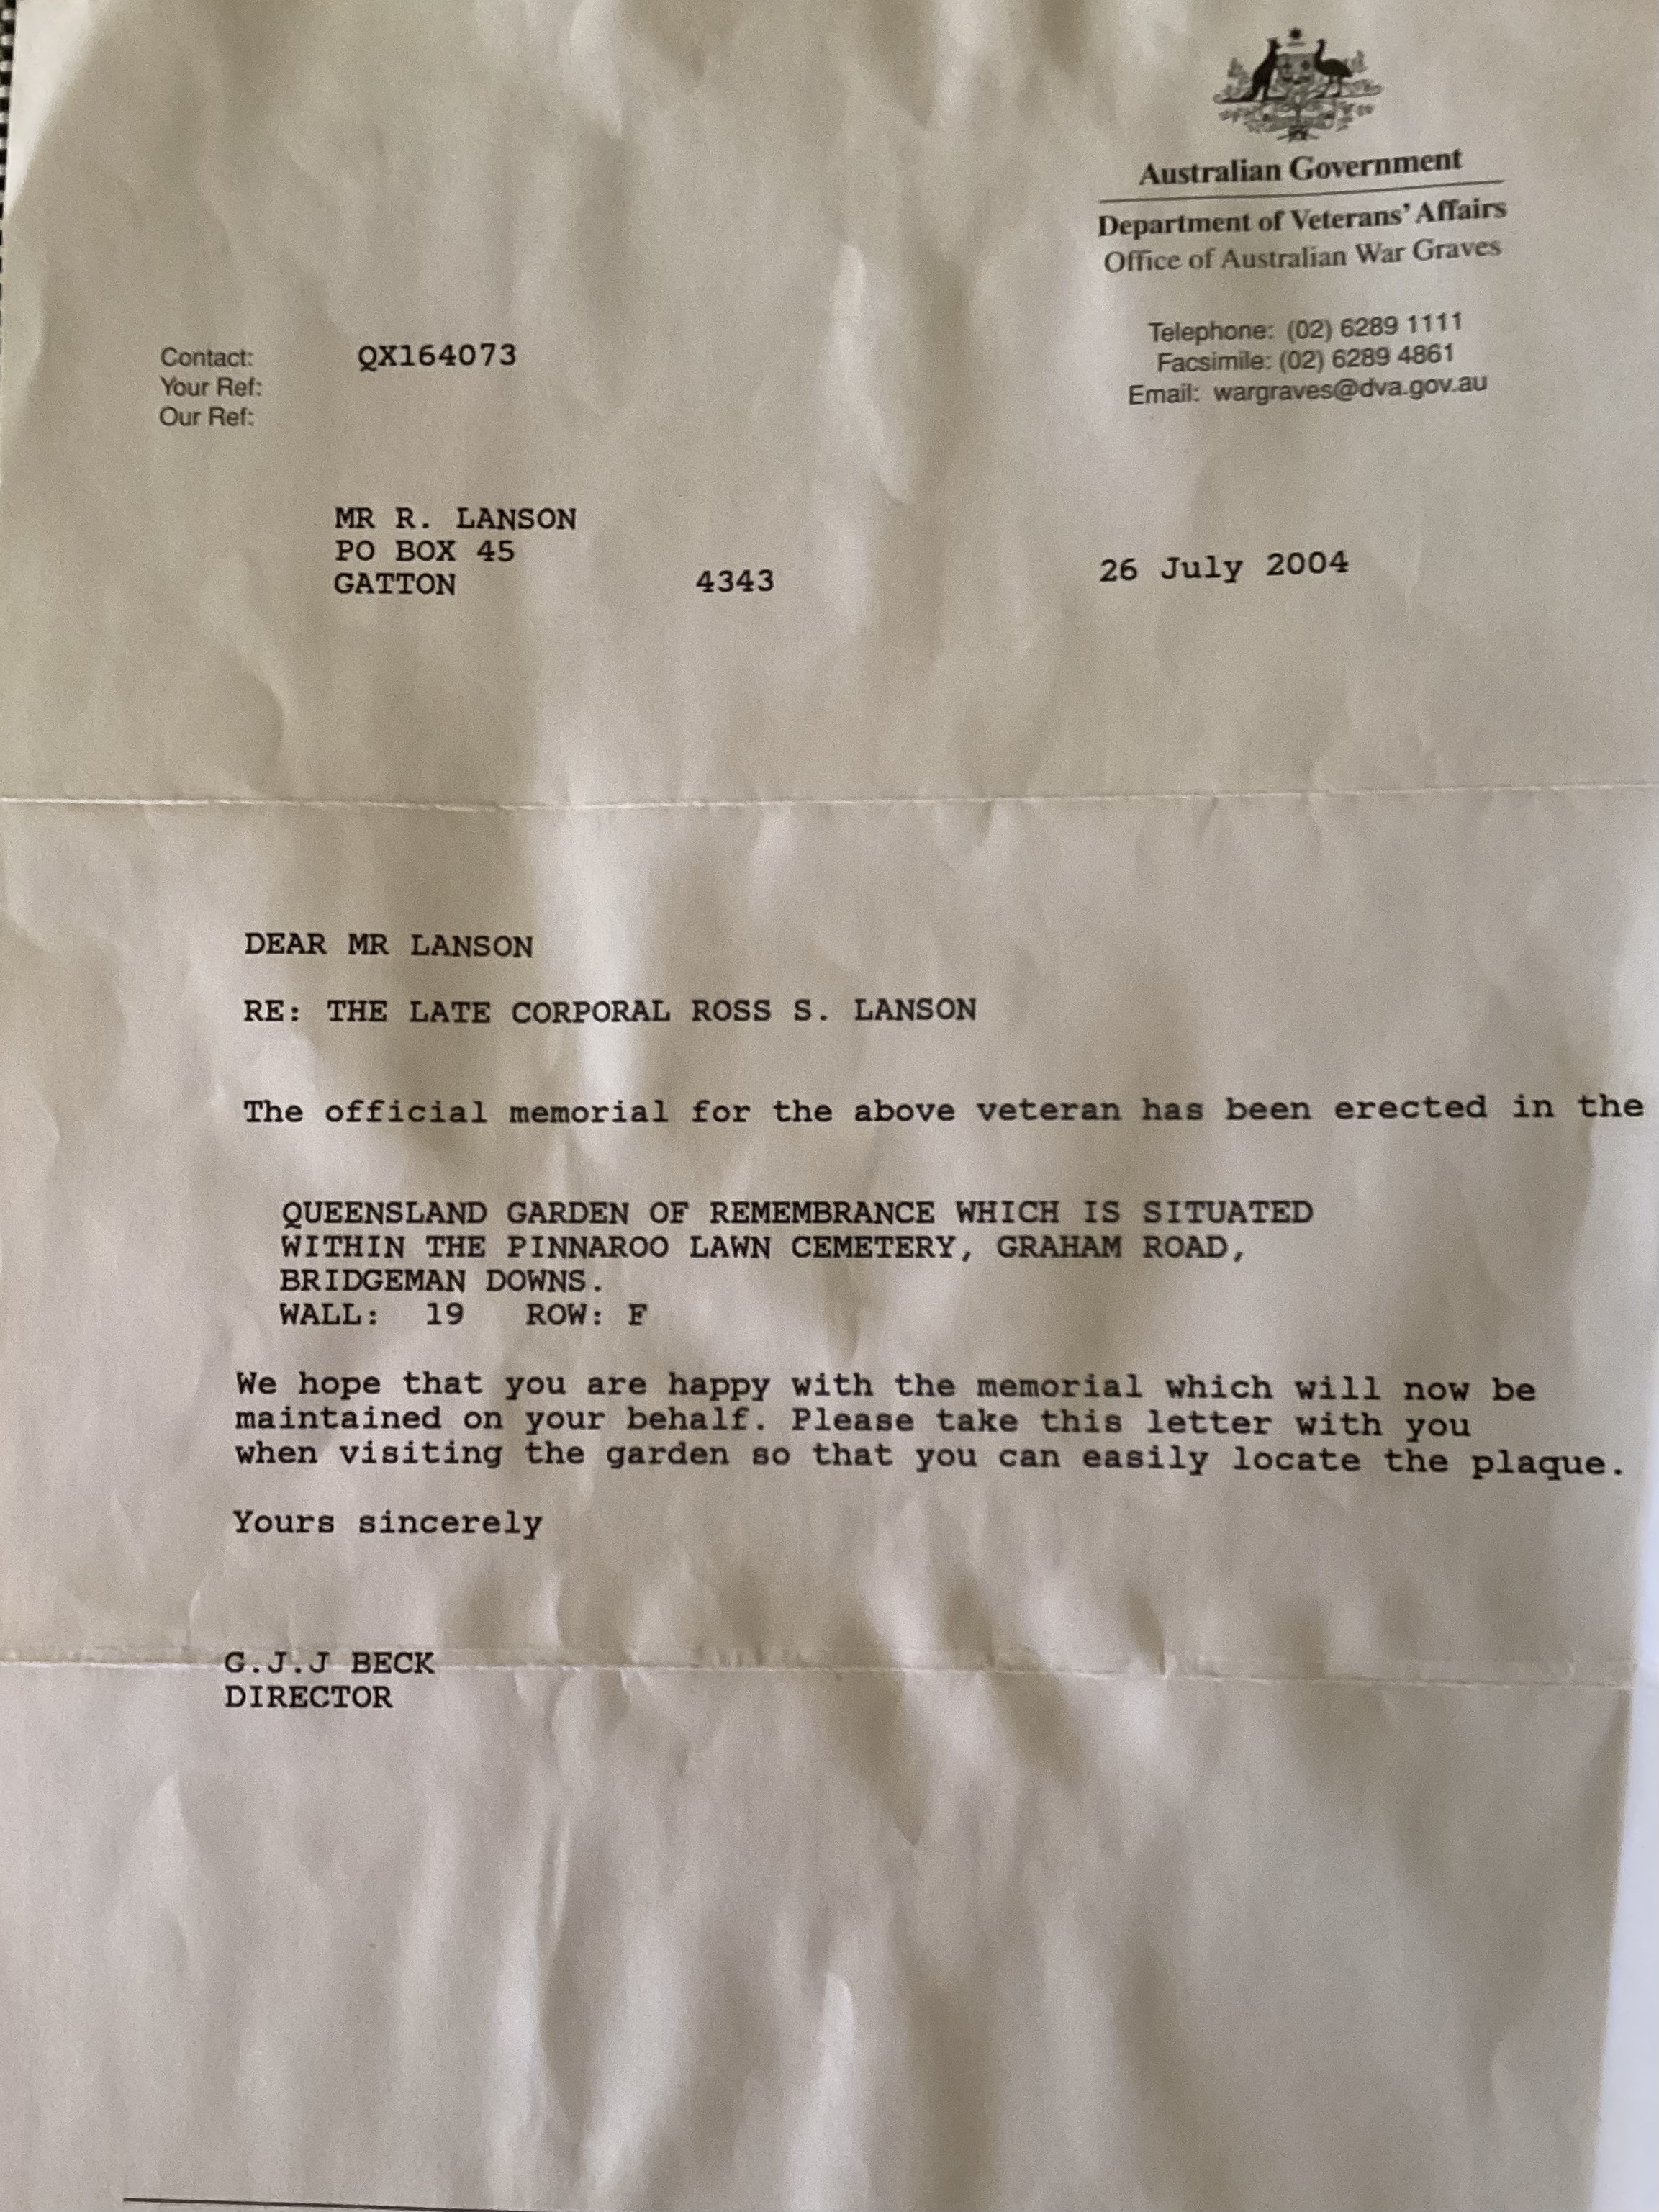 Australian Government
Department of Veterans' Affairs
Office of Australian War Graves
Telephone: (02) 6289 1111
Facsimile: (02) 6289 4861
Email: wargraves@dva.gov.au
Contact: QX164073
Your Ref:
Our Ref:
MR R. LANSON
PO BOX 45
GATTON 4343
26 July 2004
DEAR MR LANSON
RE: THE LATE CORPORAL ROSS S. LANSON
The official memorial for the above veteran has been erected in the
QUEENSLAND GARDEN OF REMEMBRANCE WHICH IS SITUATED
WITHIN THE PINNAROO LAWN CEMETERY, GRAHAM ROAD,
BRIDGEMAN DOWNS.
WALL: 19 ROW: F
We hope that you are happy with the memorial which will now be
maintained on your behalf. Please take this letter with you
when visiting the garden so that you can easily locate the plaque.
Yours sincerely
G.J.J BECK
DIRECTOR